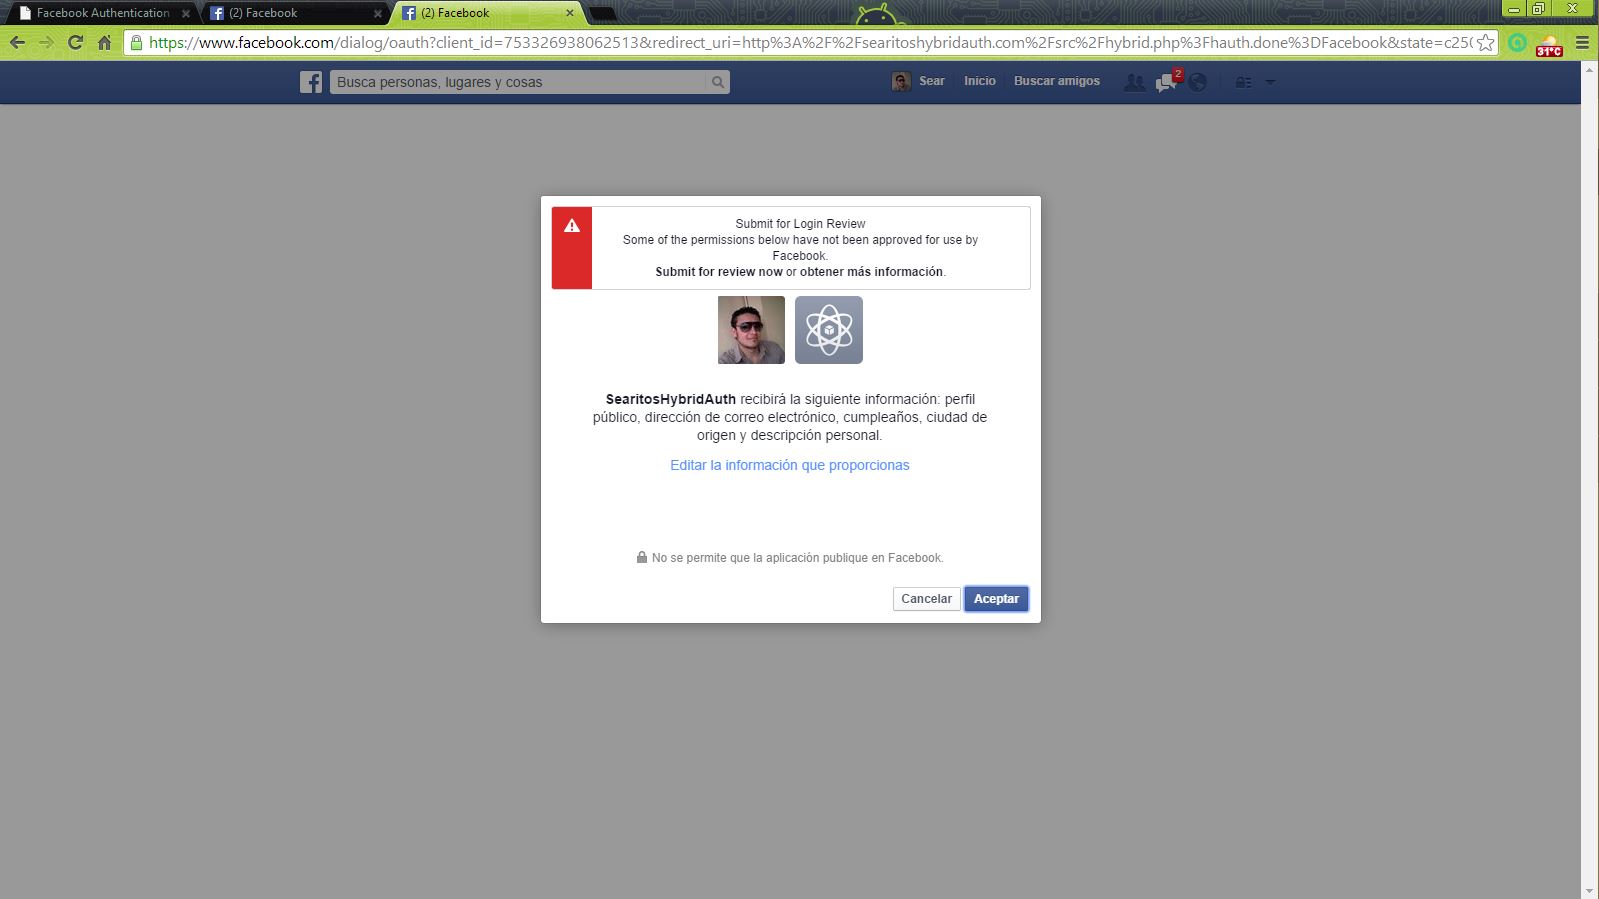 Facebook Authentication
(2) Facebook
(2) Facebook
https://www.facebook.com/dialog/oauth?client_id=753326938062513&redirect_uri=http%3A%2F%2Fsearitoshybridauth.com%2Fsrc%2Fhybrid.php%3Fhauth.done%3DFacebook&state=c250
31°C
Busca personas, lugares y cosas
Sear
Inicio
Buscar amigos
2
Submit for Login Review
Some of the permissions below have not been approved for use by
Facebook.
Submit for review now or obtener más información.
SearitosHybridAuth recibirá la siguiente información: perfil
público, dirección de correo electrónico, cumpleaños, ciudad de
origen y descripción personal.
Editar la información que proporcionas
No se permite que la aplicación publique en Facebook.
Cancelar
Aceptar